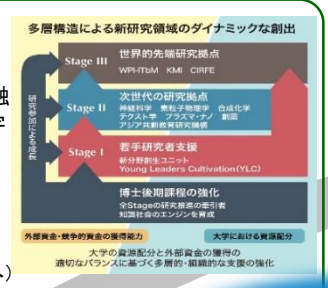 多層構造による新研究領域のダイナミックな創出
Stage III
世界的先端研究拠点
WPI-ITbM KMI CIRFE
融
Stage II
次世代の研究拠点
神経科学 素粒子物理学 合成化学
テクスト学 プラズマ・ナノ 創薬
アジア共創教育研究機構
Stage I
若手研究者支援
新分野創生ユニット
Young Leaders Cultivation(YLC)
博士後期課程の強化
全Stageの研究推進の牽引者
知識社会のエンジンを育成
外部資金・競争的資金の獲得能力
大学における資源配分
大学の資源配分と外部資金の獲得の
適切なバランスに基づく多層的・組織的な支援の強化